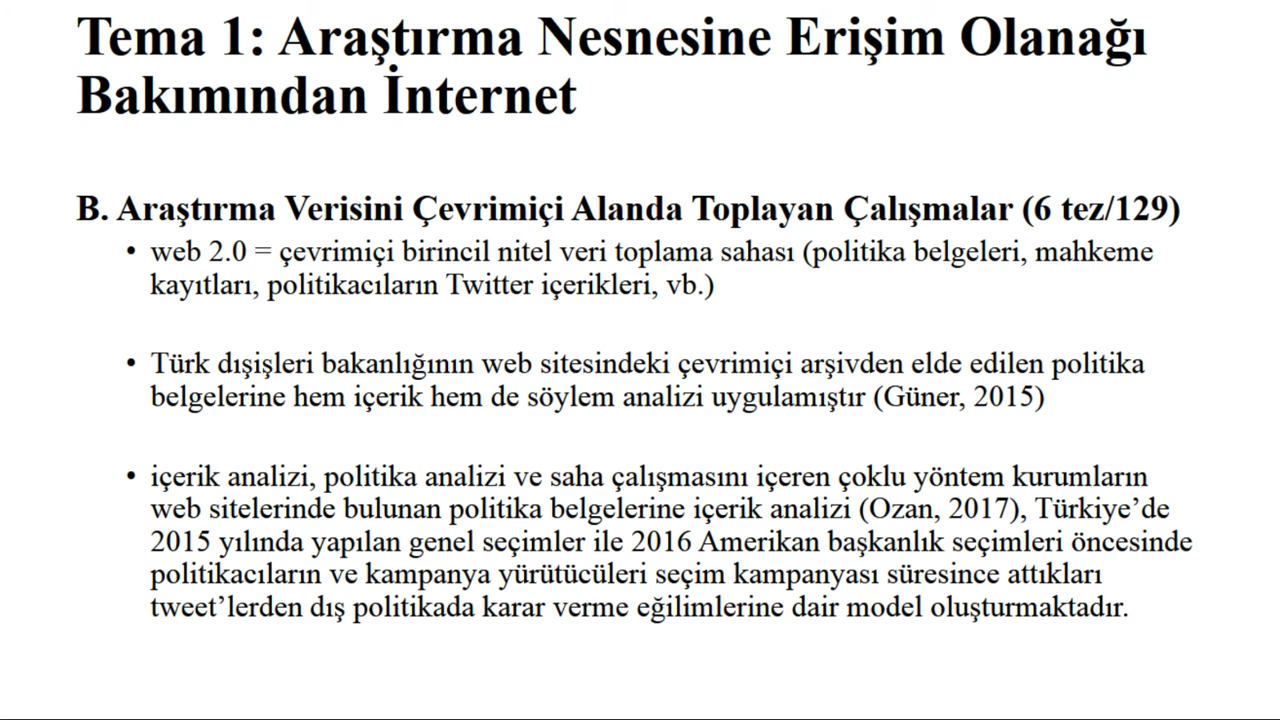 Tema 1: Araştırma Nesnesine Erişim Olanağı
Bakımından İnternet
B. Araştırma Verisini Çevrimiçi Alanda Toplayan Çalışmalar (6 tez/129)
• web 2.0 = çevrimiçi birincil nitel veri toplama sahası (politika belgeleri, mahkeme
kayıtları, politikacıların Twitter içerikleri, vb.)
• Türk dışişleri bakanlığının web sitesindeki çevrimiçi arşivden elde edilen politika
belgelerine hem içerik hem de söylem analizi uygulamıştır (Güner, 2015)
• içerik analizi, politika analizi ve saha çalışmasını içeren çoklu yöntem kurumların
web sitelerinde bulunan politika belgelerine içerik analizi (Ozan, 2017), Türkiye’de
2015 yılında yapılan genel seçimler ile 2016 Amerikan başkanlık seçimleri öncesinde
politikacıların ve kampanya yürütücüleri seçim kampanyası süresince attıkları
tweet’lerden dış politikada karar verme eğilimlerine dair model oluşturmaktadır.